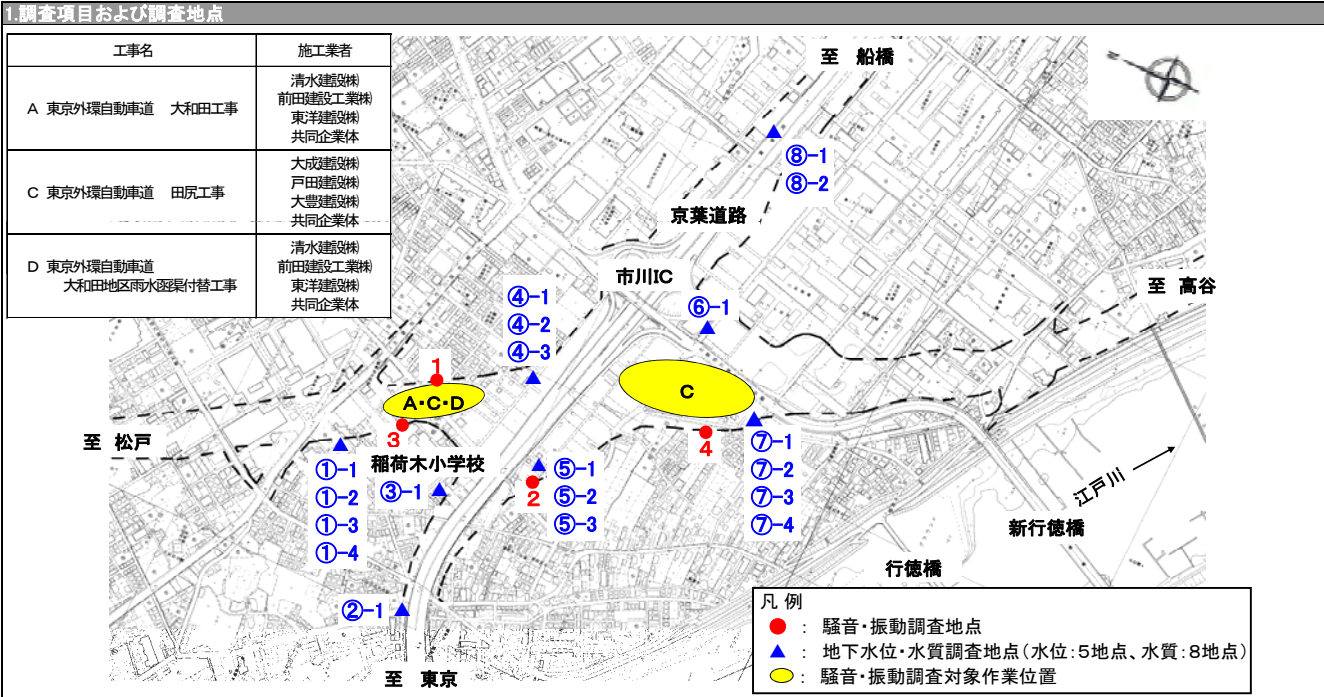 1.調査項目および調査地点
工事名
施工業者
A 東京外環自動車道 大和田工事
清水建設㈱
前田建設工業㈱
東洋建設㈱
共同企業体
C 東京外環自動車道 田尻工事
大成建設㈱
戸田建設㈱
大豊建設㈱
共同企業体
D 東京外環自動車道
大和田地区雨水函渠付替工事
清水建設㈱
前田建設工業㈱
東洋建設㈱
共同企業体
至 船橋
N
⑧-1
⑧-2
京葉道路
市川IC
至 高谷
④-1
④-2
④-3
⑥-1
1
A・C・D
C
3
4
至 松戸
①-1
①-2
①-3
①-4
稲荷木小学校
③-1
2
⑤-1
⑤-2
⑤-3
⑦-1
⑦-2
⑦-3
⑦-4
江戸川
新行徳橋
行徳橋
②-1
至 東京
凡 例
： 騒音・振動調査地点
： 地下水位・水質調査地点(水位：5地点、水質：8地点)
： 騒音・振動調査対象作業位置